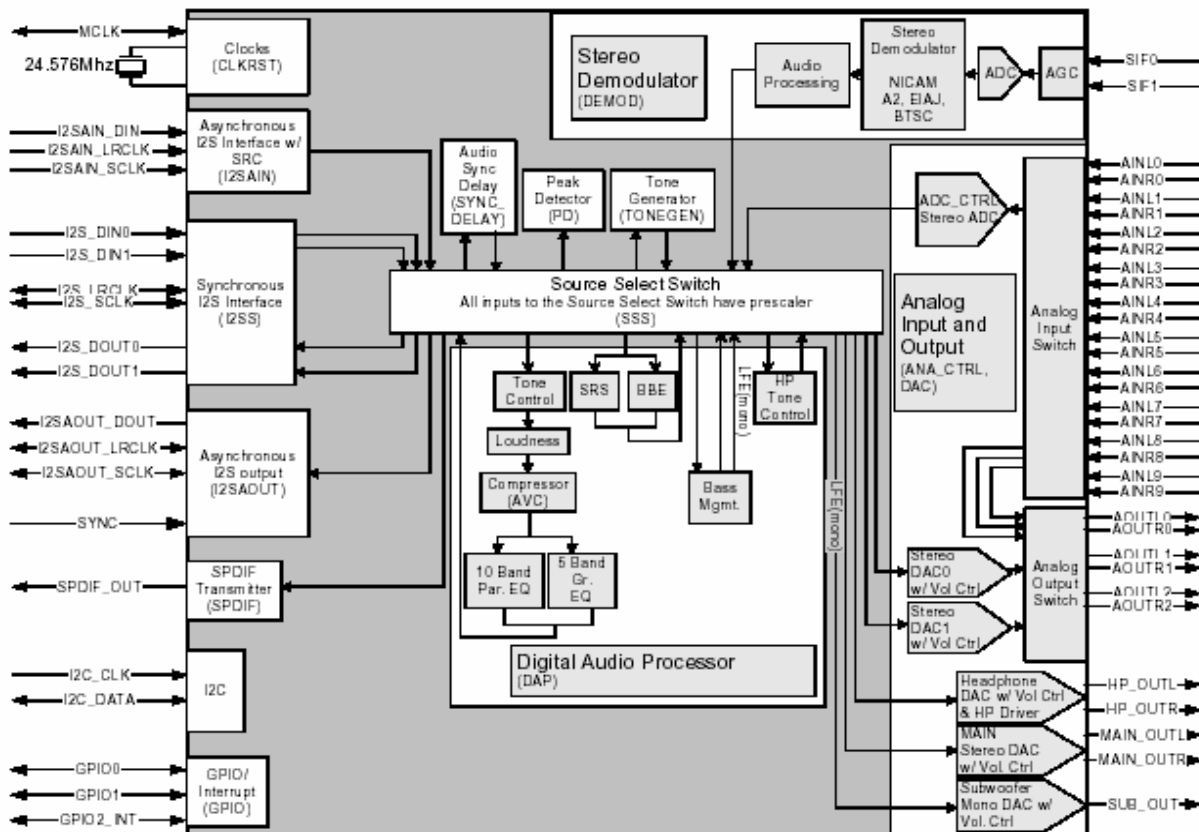 MCLK
24.576Mhz
Clocks
(CLKRST)
I2SAIN_DIN
I2SAIN_LRCLK
I2SAIN_SCLK
Asynchronous
I2S Interface w/
SRC
(I2SAIN)
I2S_DIN0
I2S_DIN1
I2S_LRCLK
I2S_SCLK
I2S_DOUT0
I2S_DOUT1
Synchronous
I2S Interface
(I2SS)
I2SAOUT_DOUT
I2SAOUT_LRCLK
I2SAOUT_SCLK
SYNC
Asynchronous
I2S output
(I2SAOUT)
SPDIF_OUT
SPDIF
Transmitter
(SPDIF)
I2C_CLK
I2C_DATA
I2C
GPIO0
GPIO1
GPIO2_INT
GPIO/
Interrupt
(GPIO)
Stereo
Demodulator
(DEMOD)
Audio
Processing
Stereo
Demodulator
NICAM
A2, EIAJ,
BTSC
ADC
AGC
SIF0
SIF1
Audio
Sync
Delay
(SYNC_
DELAY)
Peak
Detector
(PD)
Tone
Generator
(TONEGEN)
ADC_CTRL
Stereo ADC
Source Select Switch
All inputs to the Source Select Switch have prescaler
(SSS)
Analog
Input and
Output
(ANA_CTRL,
DAC)
Analog
Input
Switch
AINL0
AINR0
AINL1
AINR1
AINL2
AINR2
AINL3
AINR3
AINL4
AINR4
AINL5
AINR5
AINL6
AINR6
AINL7
AINR7
AINL8
AINR8
AINL9
AINR9
Tone
Control
SRS
BBE
LFE(mono)
HP
Tone
Control
Loudness
Compressor
(AVC)
Bass
Mgmt.
10 Band
Par. EQ
5 Band
Gr.
EQ
Digital Audio Processor
(DAP)
LFE(mono)
Stereo
DAC0
w/ Vol Ctrl
Stereo
DAC1
w/ Vol Ctrl
Analog
Output
Switch
AOUTL0
AOUTR0
AOUTL1
AOUTR1
AOUTL2
AOUTR2
Headphone
DAC w/ Vol Ctrl
& HP Driver
HP_OUTL
HP_OUTR
MAIN
Stereo DAC
w/ Vol. Ctrl
MAIN_OUTL
MAIN_OUTR
Subwoofer
Mono DAC w/
Vol. Ctrl
SUB_OUT